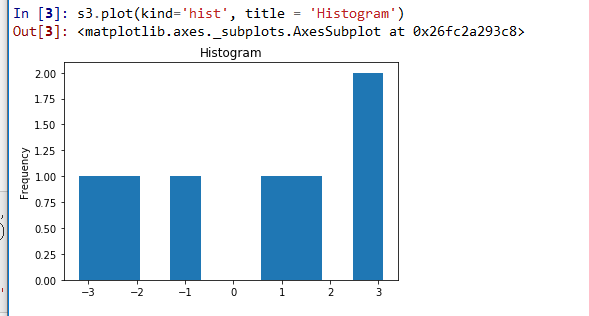 In [3]: s3.plot(kind='hist', title = 'Histogram')
Out[3]: <matplotlib.axes._subplots.AxesSubplot at 0x26fc2a293c8>
Histogram
2.00
1.75
1.50
1.25
1.00
0.75
0.50
0.25
0.00
Frequency
−3 −2 −1 0 1 2 3